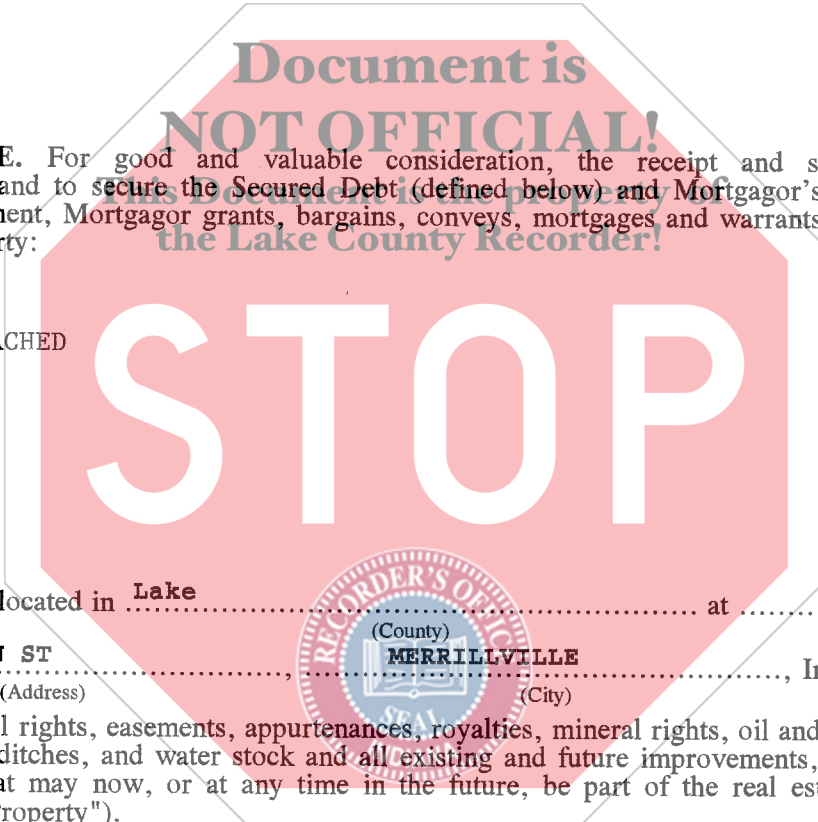 Document is
NOT OFFICIAL!
E. For good and valuable consideration, the receipt and s
and to secure the Secured Debt (defined below) and Mortgagor's
This Document is the property of
ent, Mortgagor grants, bargains, conveys, mortgages and warrants
rty:
the Lake County Recorder!
ACHED
STOP
located in Lake at
(County)
ST MERRILLVILLE , In
(Address) (City)
l rights, easements, appurtenances, royalties, mineral rights, oil and
ditches, and water stock and all existing and future improvements,
at may now, or at any time in the future, be part of the real est
roperty").
RECORDER'S OFFIC
SEAL
INDIANA